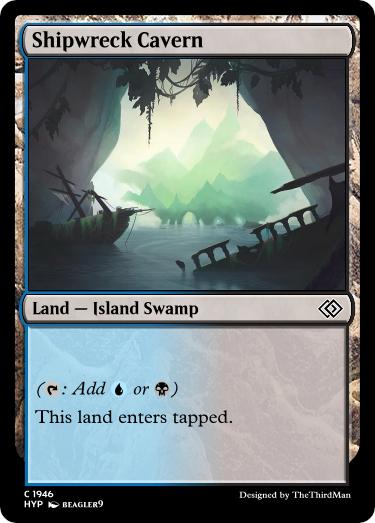 Shipwreck Cavern
Land — Island Swamp
(: Add or )
This land enters tapped.
C 1946
HYP BEAGLER9
Designed by TheThirdMan